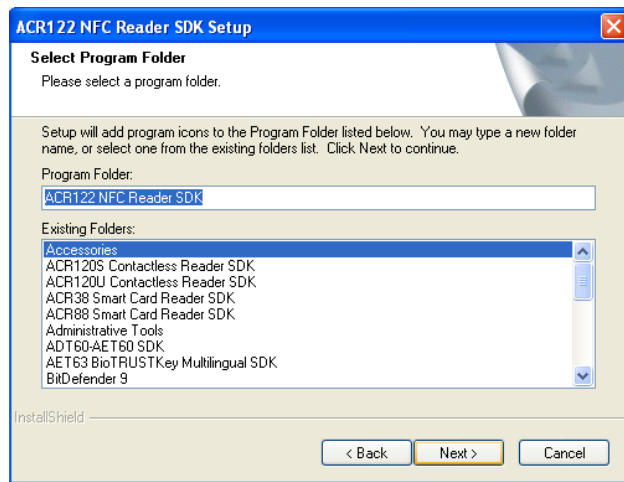 ACR122 NFC Reader SDK Setup
Select Program Folder
Please select a program folder.
Setup will add program icons to the Program Folder listed below.  You may type a new folder
name, or select one from the existing folders list.  Click Next to continue.
Program Folder:
ACR122 NFC Reader SDK
Existing Folders:
Accessories
ACR120S Contactless Reader SDK
ACR120U Contactless Reader SDK
ACR38 Smart Card Reader SDK
ACR88 Smart Card Reader SDK
Administrative Tools
ADT60-AET60 SDK
AET63 BioTRUSTKey Multilingual SDK
BitDefender 9
InstallShield
< Back Next > Cancel